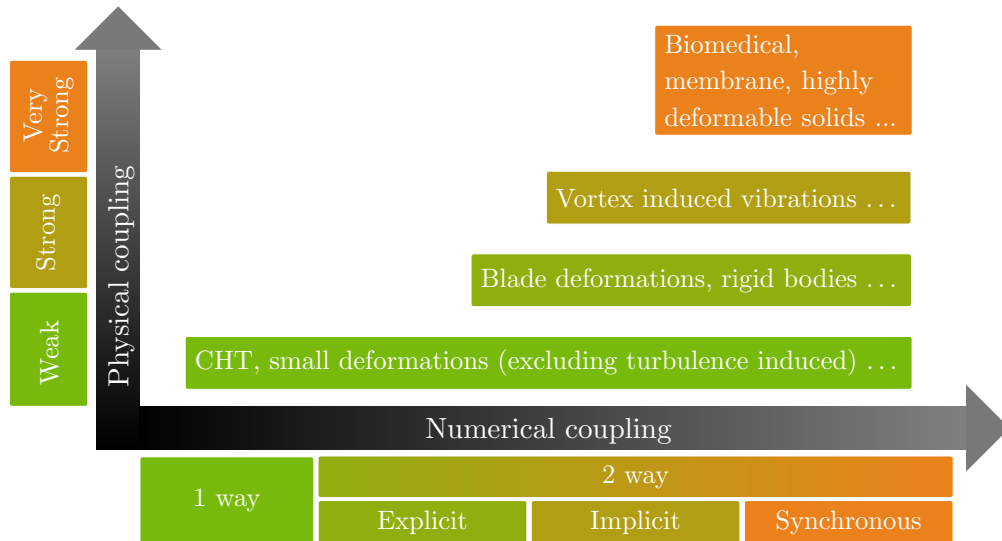 Very
Strong
Strong
Weak
Physical coupling
Biomedical,
membrane, highly
deformable solids ...
Vortex induced vibrations . . .
Blade deformations, rigid bodies . . .
CHT, small deformations (excluding turbulence induced) . . .
Numerical coupling
1 way
2 way
Explicit
Implicit
Synchronous